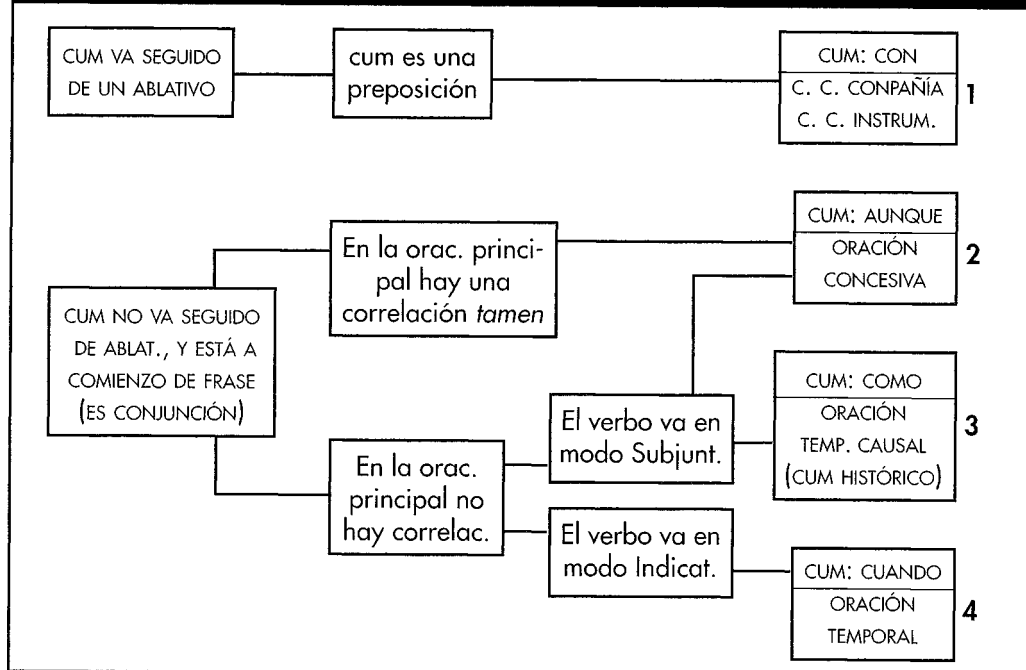 CUM VA SEGUIDO
DE UN ABLATIVO
cum es una
preposición
CUM: CON
C. C. CONPAÑÍA
C. C. INSTRUM.
1
En la orac. princi-
pal hay una
correlación tamen
CUM: AUNQUE
ORACIÓN
CONCESIVA
2
CUM NO VA SEGUIDO
DE ABLAT., Y ESTÁ A
COMIENZO DE FRASE
(ES CONJUNCIÓN)
En la orac.
principal no
hay correlac.
El verbo va en
modo Subjunt.
CUM: COMO
ORACIÓN
TEMP. CAUSAL
(CUM HISTÓRICO)
3
El verbo va en
modo Indicat.
CUM: CUANDO
ORACIÓN
TEMPORAL
4